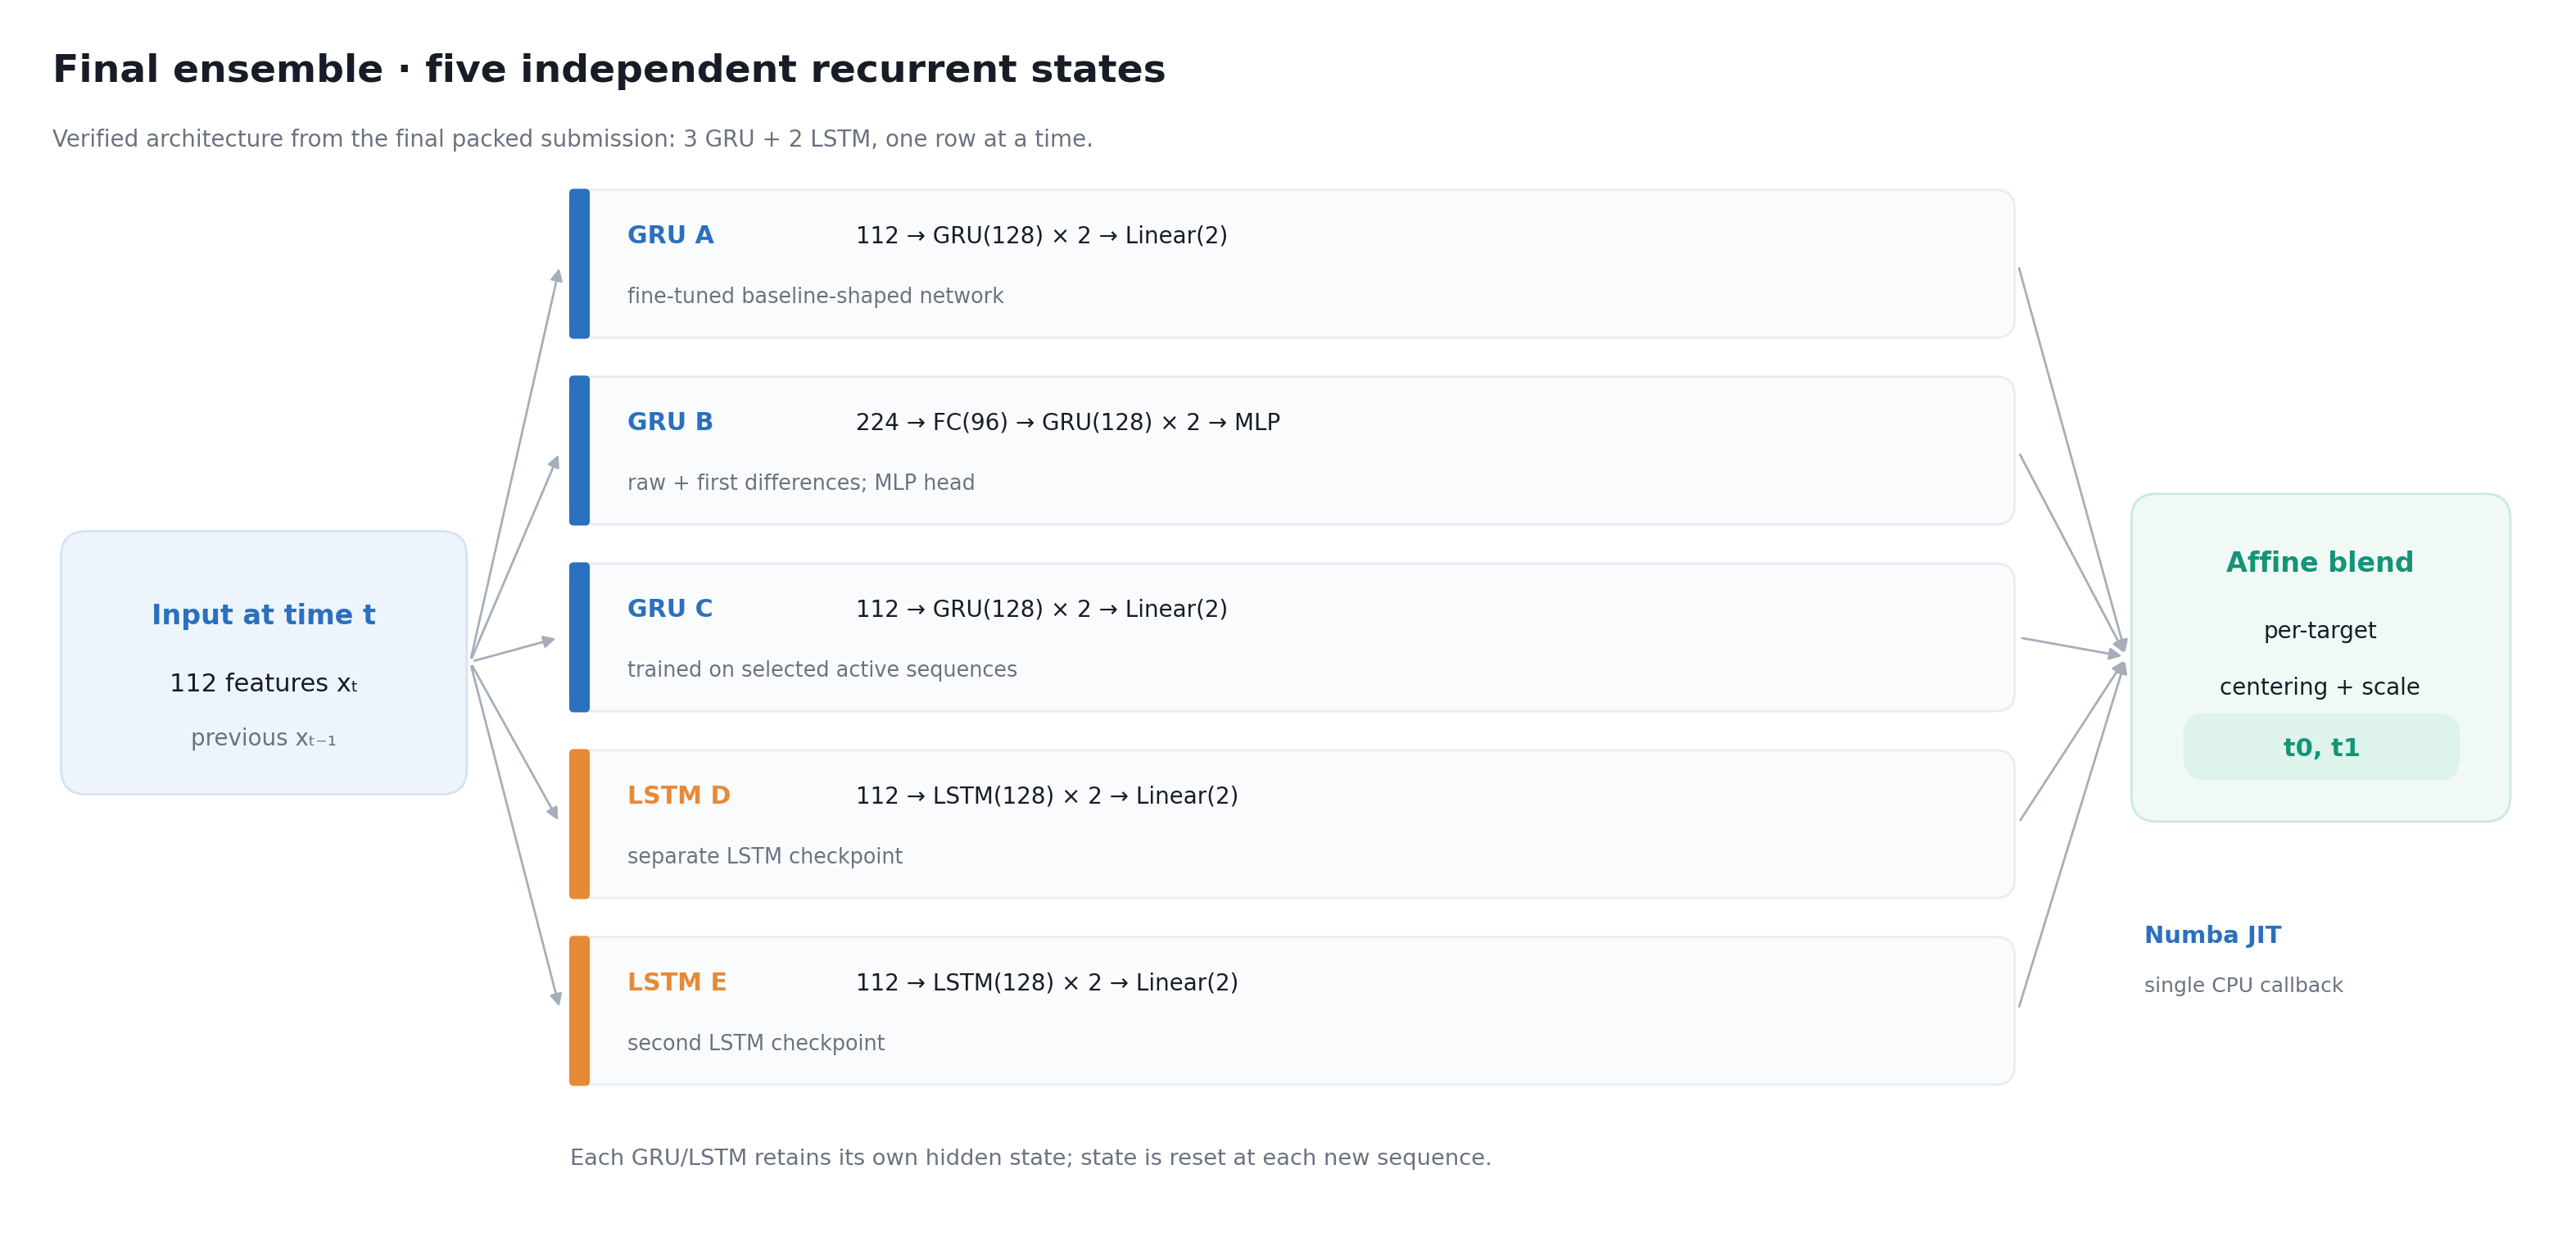 Final ensemble · five independent recurrent states
Verified architecture from the final packed submission: 3 GRU + 2 LSTM, one row at a time.
Input at time t
112 features xₜ
previous xₜ₋₁
GRU A
112 → GRU(128) × 2 → Linear(2)
fine-tuned baseline-shaped network
GRU B
224 → FC(96) → GRU(128) × 2 → MLP
raw + first differences; MLP head
GRU C
112 → GRU(128) × 2 → Linear(2)
trained on selected active sequences
LSTM D
112 → LSTM(128) × 2 → Linear(2)
separate LSTM checkpoint
LSTM E
112 → LSTM(128) × 2 → Linear(2)
second LSTM checkpoint
Affine blend
per-target
centering + scale
t0, t1
Numba JIT
single CPU callback
Each GRU/LSTM retains its own hidden state; state is reset at each new sequence.